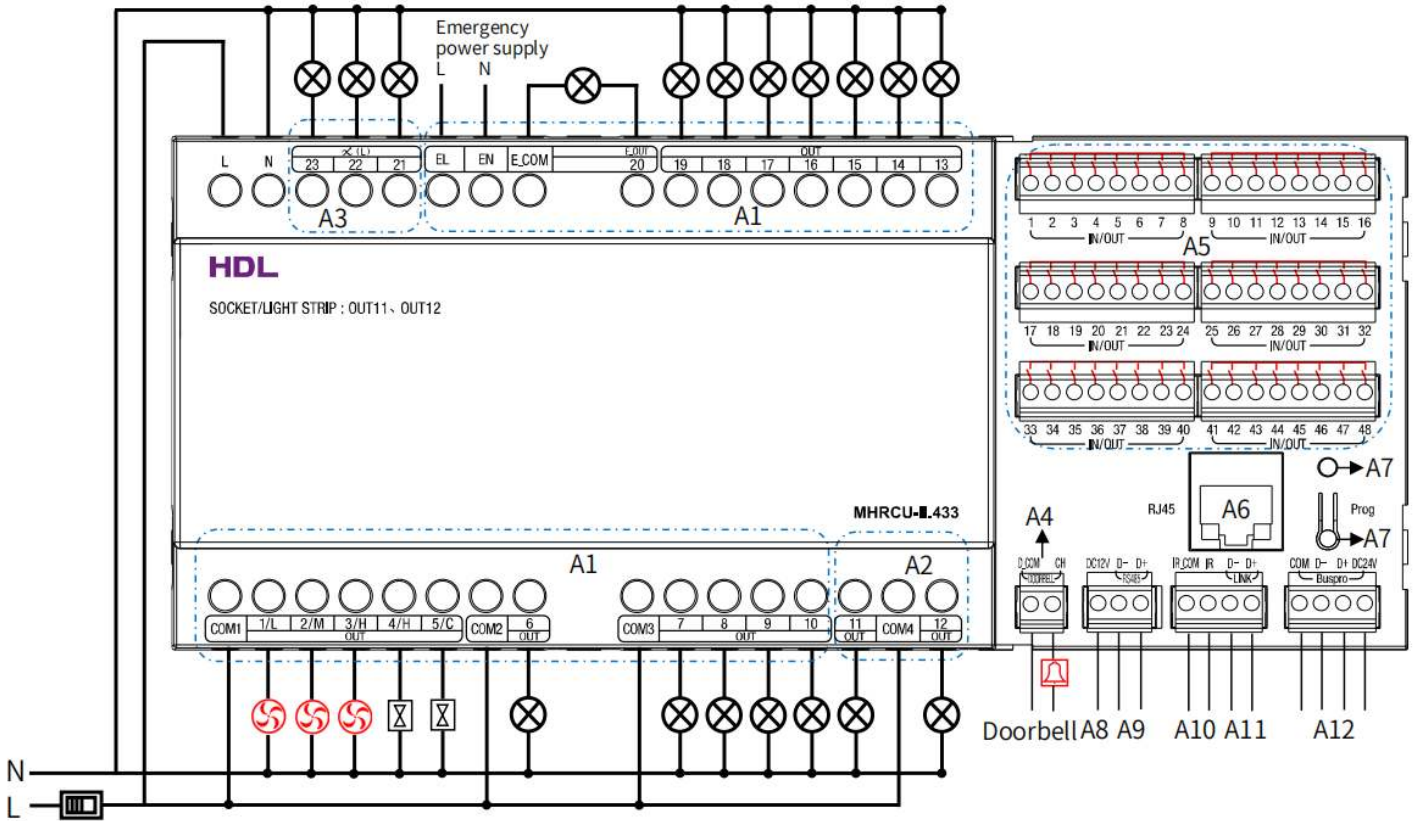 Emergency
power supply
L N
L N (L) EL EN E_COM E_OUT OUT
23 22 21 20 19 18 17 16 15 14 13
A3 A1
1 2 3 4 5 6 7 8 9 10 11 12 13 14 15 16
IN/OUT A5 IN/OUT
HDL
SOCKET/LIGHT STRIP : OUT11、OUT12
17 18 19 20 21 22 23 24 25 26 27 28 29 30 31 32
IN/OUT IN/OUT
33 34 35 36 37 38 39 40 41 42 43 44 45 46 47 48
IN/OUT IN/OUT
A7
MHRCU-II.433
A4 RJ45 A6 Prog
A7
A1 A2
D_COM CH DC12V D- D+ IR_COM IR D- D+ COM D- D+ DC24V
DOORBELL RS485 LINK Buspro
COM1 1/L 2/M 3/H 4/H 5/C COM2 6 COM3 7 8 9 10 11 COM4 12
OUT OUT OUT OUT OUT
Doorbell A8 A9 A10 A11 A12
N
L